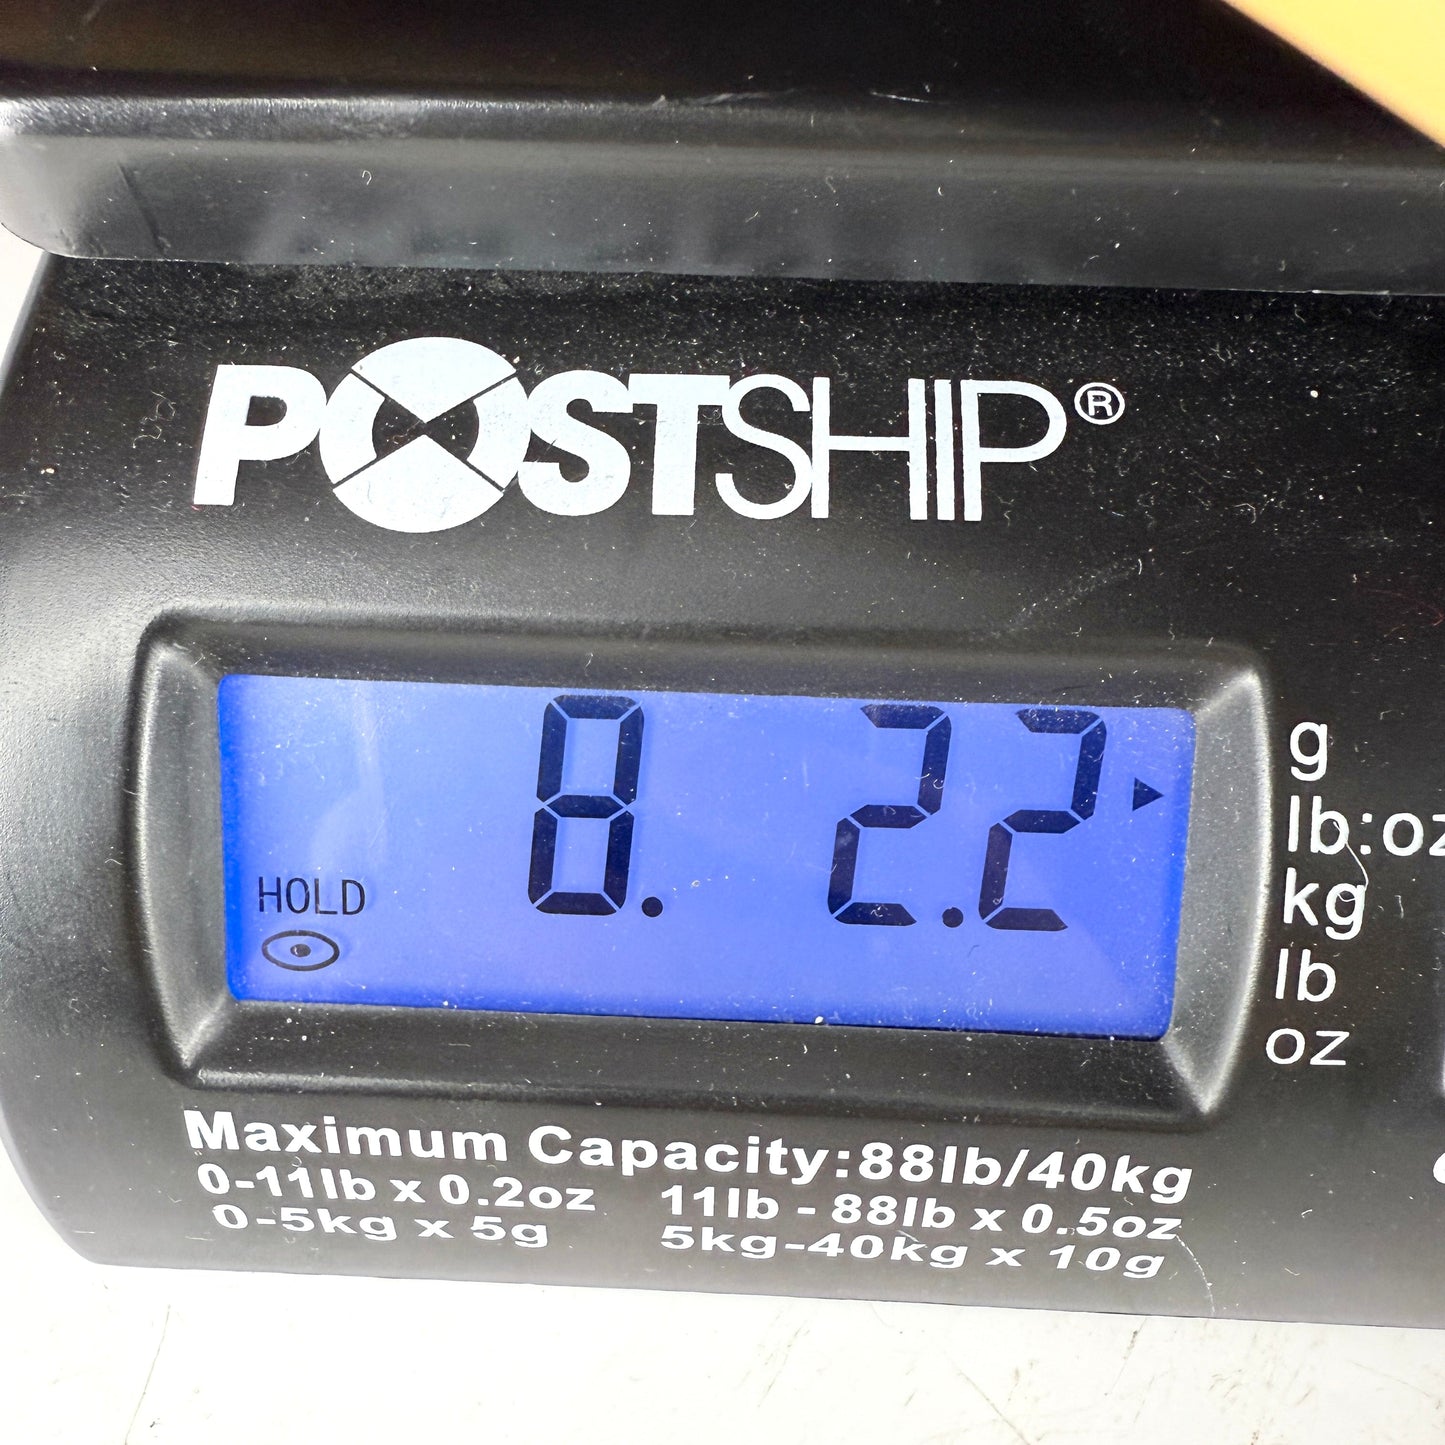 POSTSHIP®
8. 2.2
HOLD
g
lb:oz
kg
lb
oz
Maximum Capacity:88lb/40kg
0-11lb x 0.2oz 11lb - 88lb x 0.5oz
0-5kg x 5g 5kg-40kg x 10g